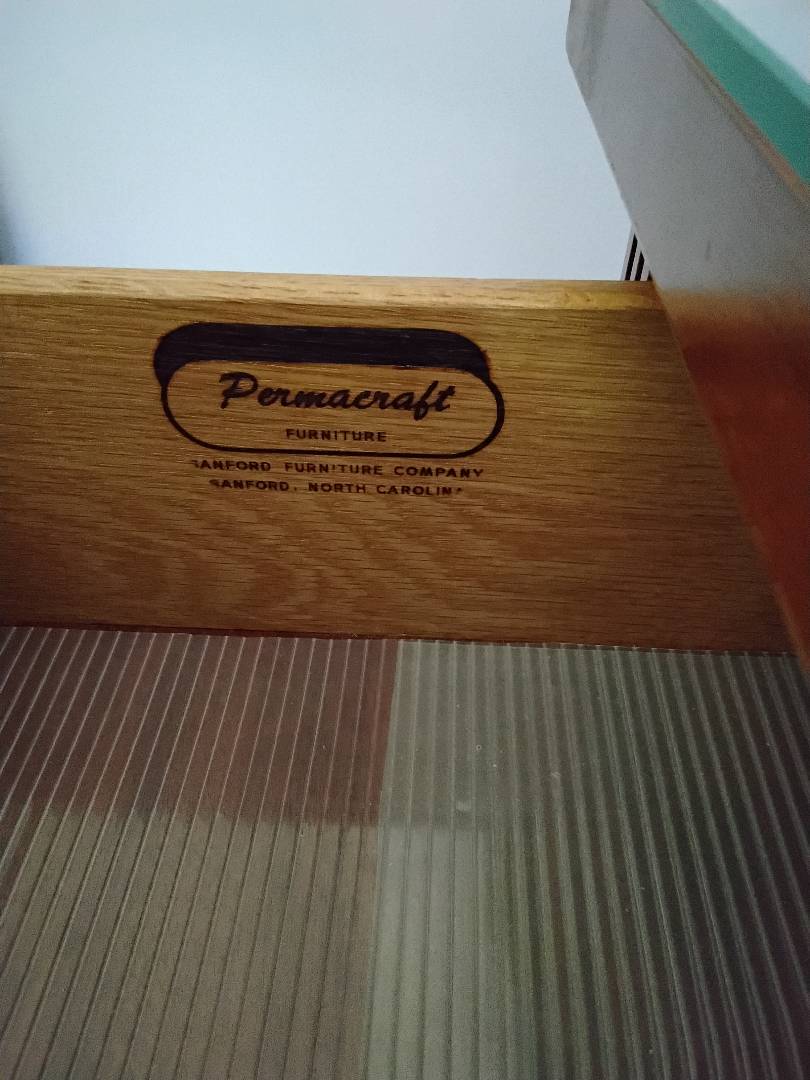 Permacraft
FURNITURE
SANFORD FURNITURE COMPANY
SANFORD, NORTH CAROLINA